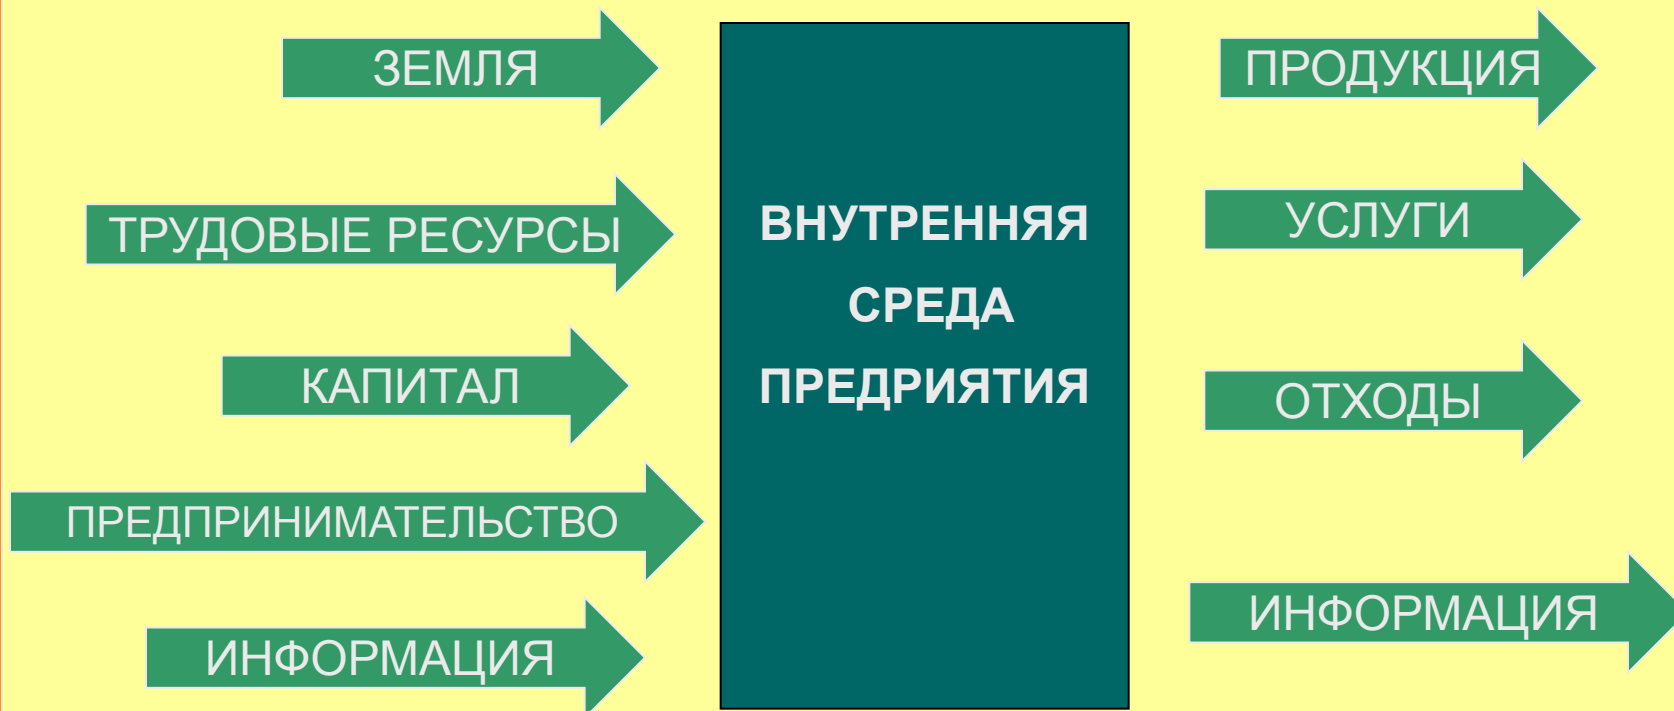 ЗЕМЛЯ
ТРУДОВЫЕ РЕСУРСЫ
КАПИТАЛ
ПРЕДПРИНИМАТЕЛЬСТВО
ИНФОРМАЦИЯ
ВНУТРЕННЯЯ
СРЕДА
ПРЕДРИЯТИЯ
ПРОДУКЦИЯ
УСЛУГИ
ОТХОДЫ
ИНФОРМАЦИЯ